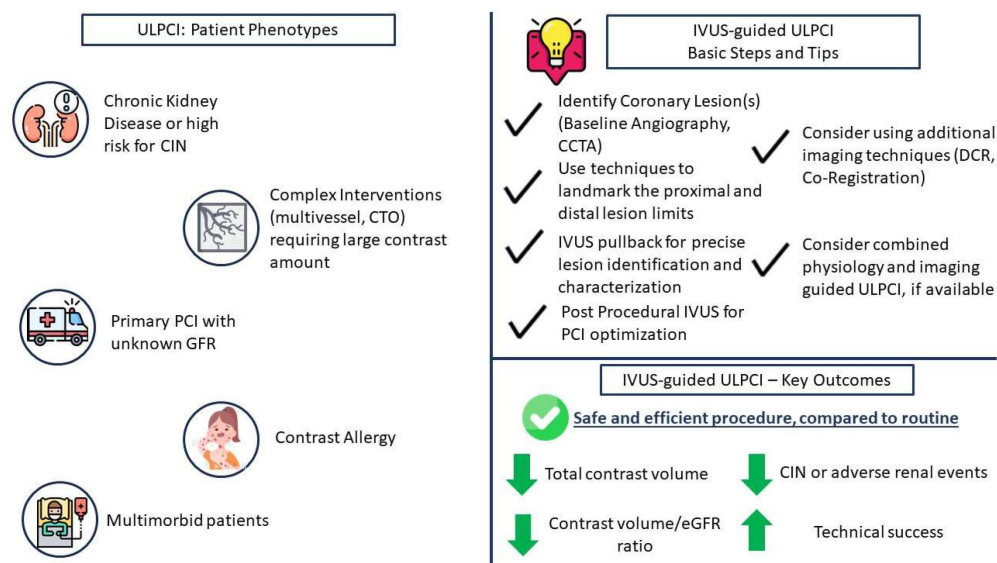 ULPCI: Patient Phenotypes
Chronic Kidney
Disease or high
risk for CIN
Complex Interventions
(multivessel, CTO)
requiring large contrast
amount
Primary PCI with
unknown GFR
Contrast Allergy
Multimorbid patients
IVUS-guided ULPCI
Basic Steps and Tips
Identify Coronary Lesion(s)
(Baseline Angiography,
CCTA)
Use techniques to
landmark the proximal and
distal lesion limits
IVUS pullback for precise
lesion identification and
characterization
Post Procedural IVUS for
PCI optimization
Consider using additional
imaging techniques (DCR,
Co-Registration)
Consider combined
physiology and imaging
guided ULPCI, if available
IVUS-guided ULPCI – Key Outcomes
Safe and efficient procedure, compared to routine
Total contrast volume
CIN or adverse renal events
Contrast volume/eGFR
ratio
Technical success